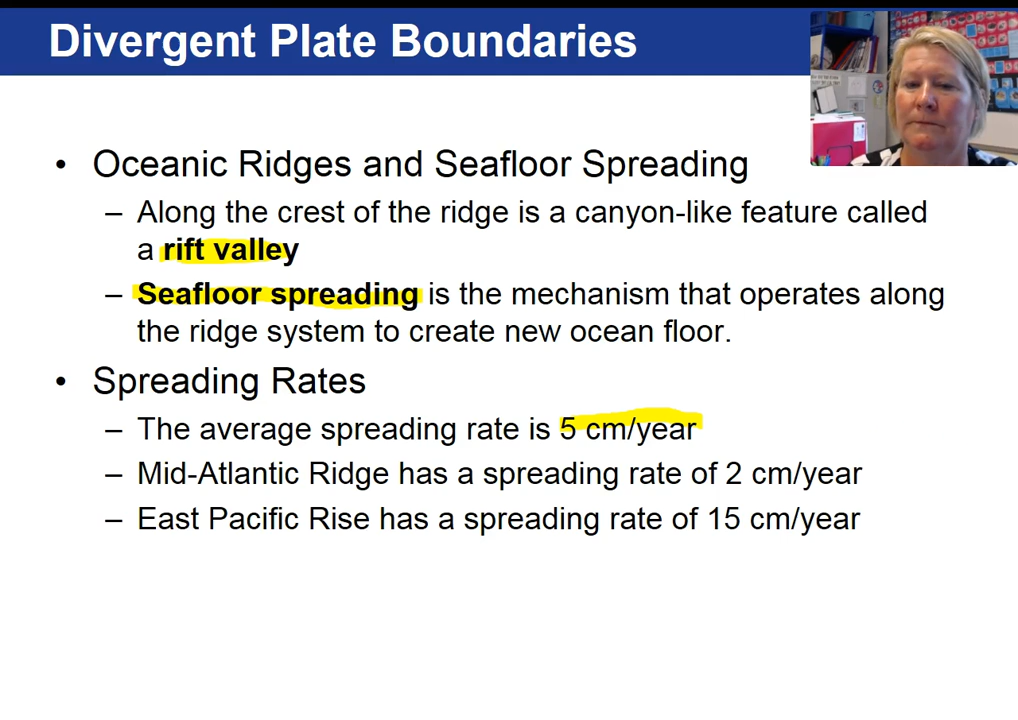 Divergent Plate Boundaries
• Oceanic Ridges and Seafloor Spreading
– Along the crest of the ridge is a canyon-like feature called
a rift valley
– Seafloor spreading is the mechanism that operates along
the ridge system to create new ocean floor.
• Spreading Rates
– The average spreading rate is 5 cm/year
– Mid-Atlantic Ridge has a spreading rate of 2 cm/year
– East Pacific Rise has a spreading rate of 15 cm/year